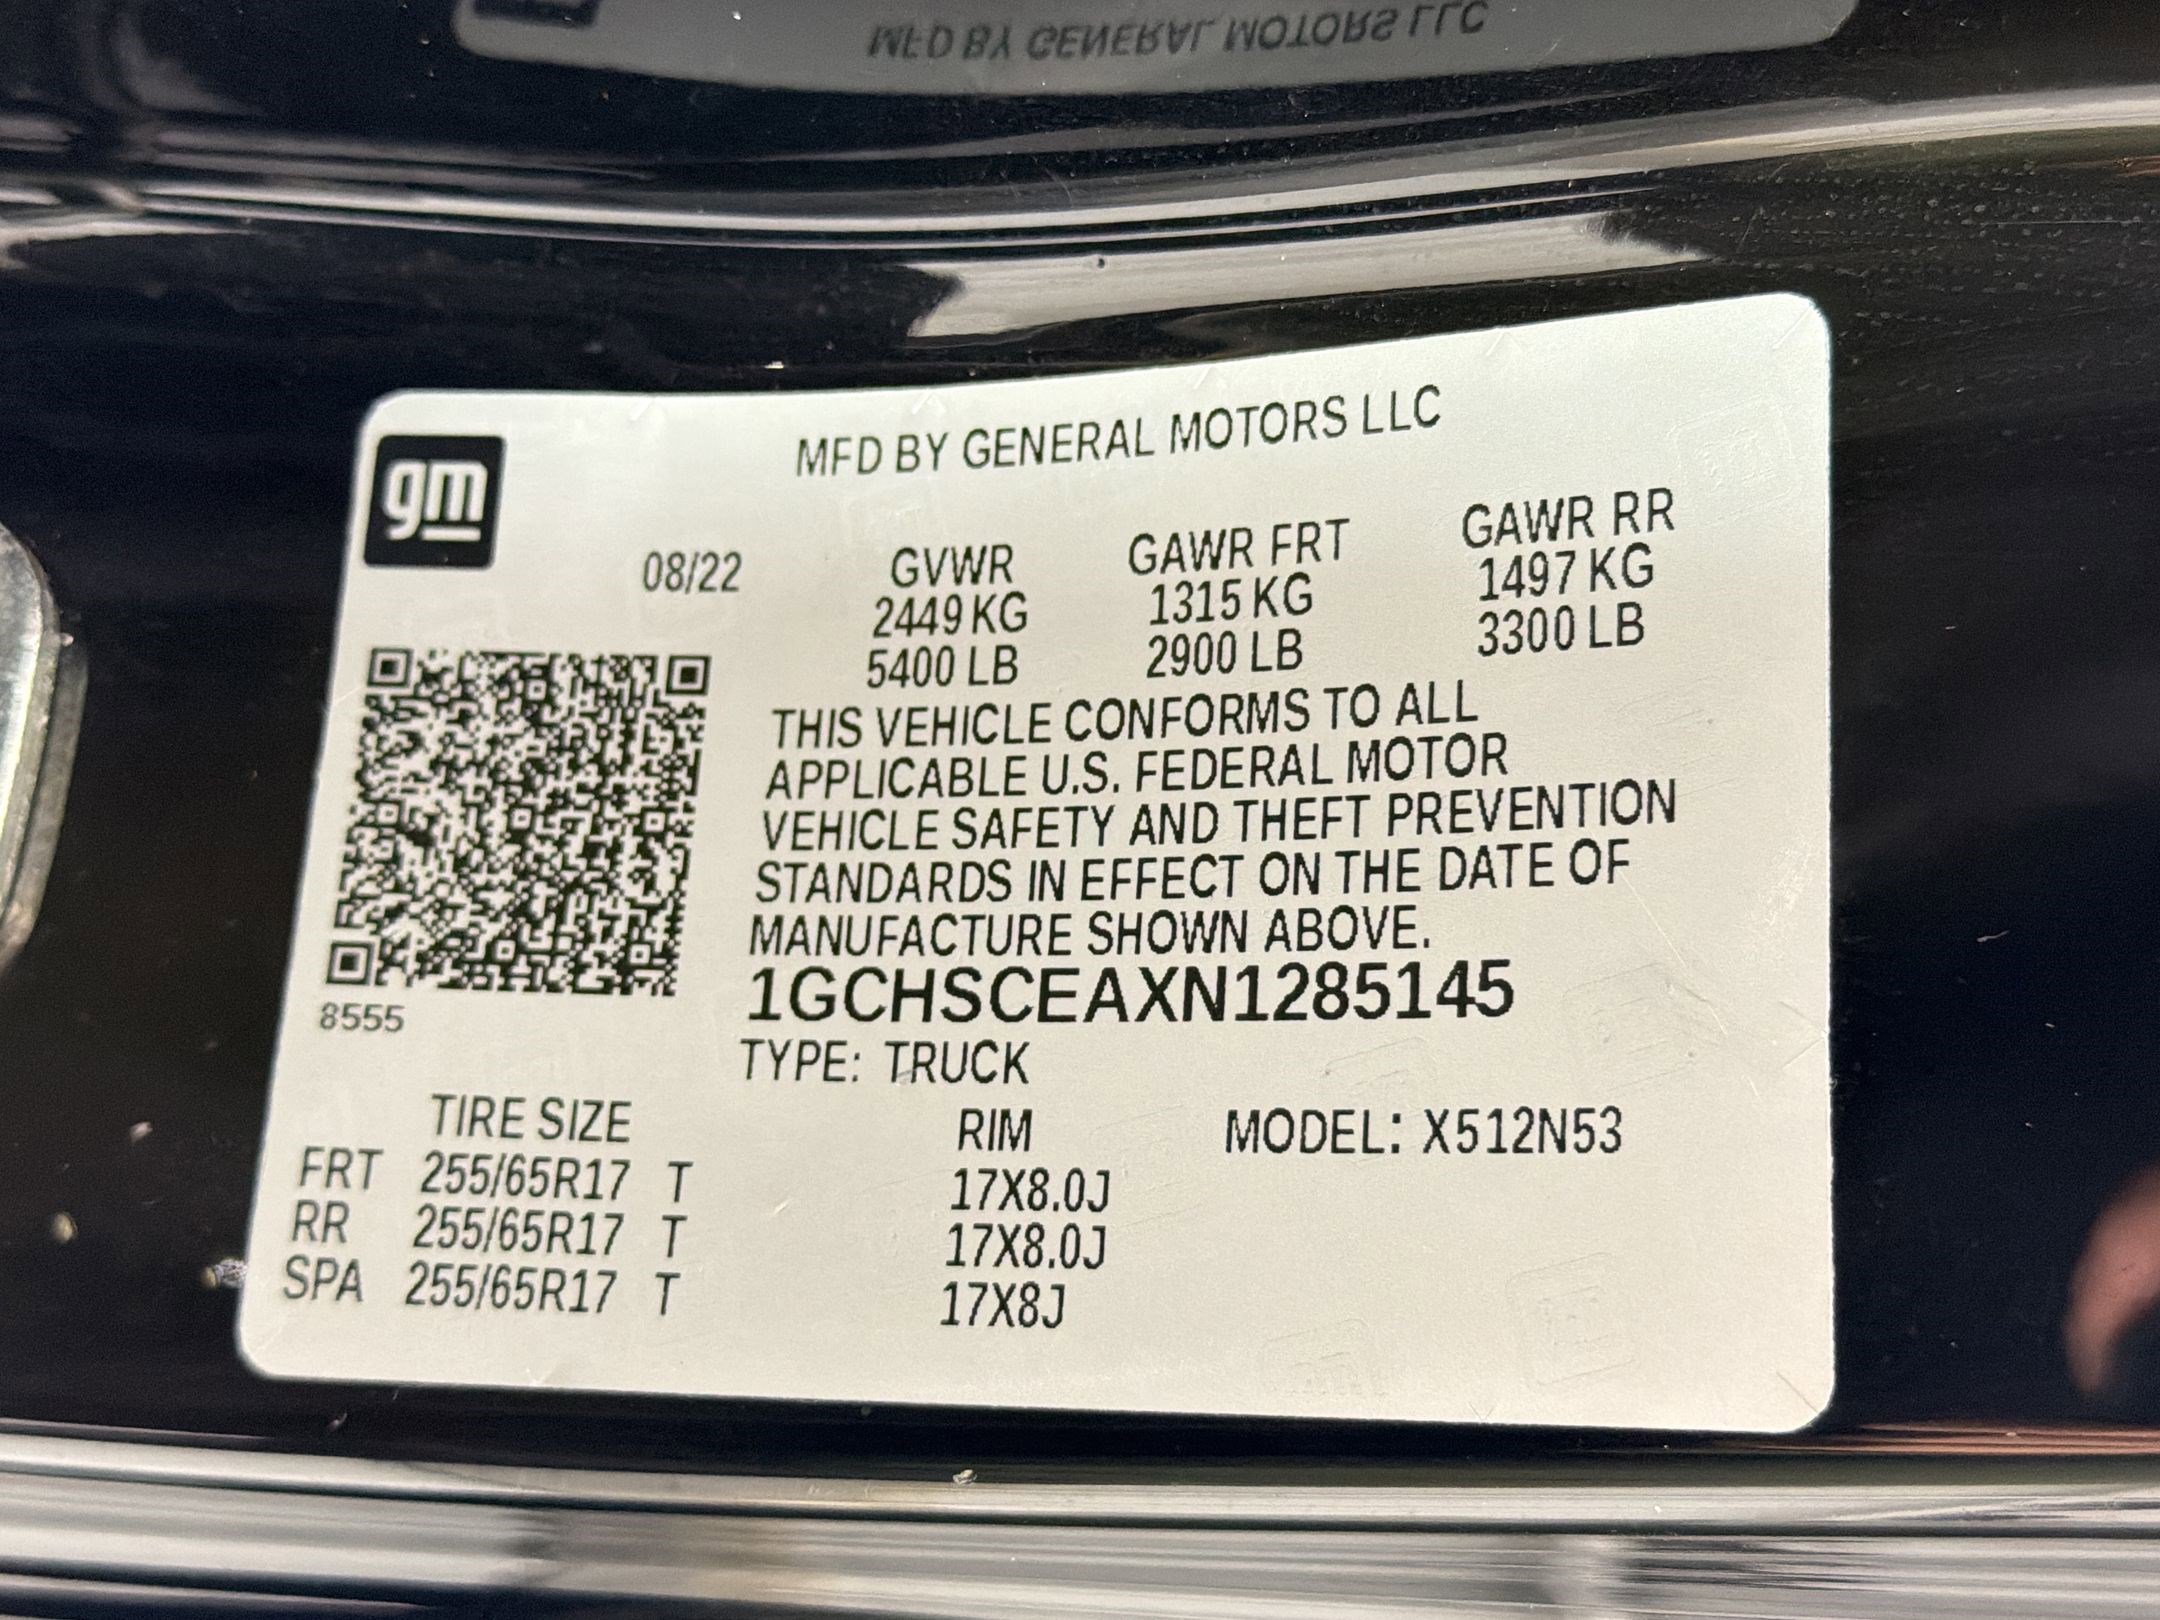 MFD BY GENERAL MOTORS LLC
MFD BY GENERAL MOTORS LLC
gm
08/22 GVWR GAWR FRT GAWR RR
2449 KG 1315 KG 1497 KG
5400 LB 2900 LB 3300 LB
THIS VEHICLE CONFORMS TO ALL
APPLICABLE U.S. FEDERAL MOTOR
VEHICLE SAFETY AND THEFT PREVENTION
STANDARDS IN EFFECT ON THE DATE OF
MANUFACTURE SHOWN ABOVE.
8555
1GCHSCEAXN1285145
TYPE: TRUCK
TIRE SIZE RIM MODEL: X512N53
FRT 255/65R17 T 17X8.0J
RR 255/65R17 T 17X8.0J
SPA 255/65R17 T 17X8J